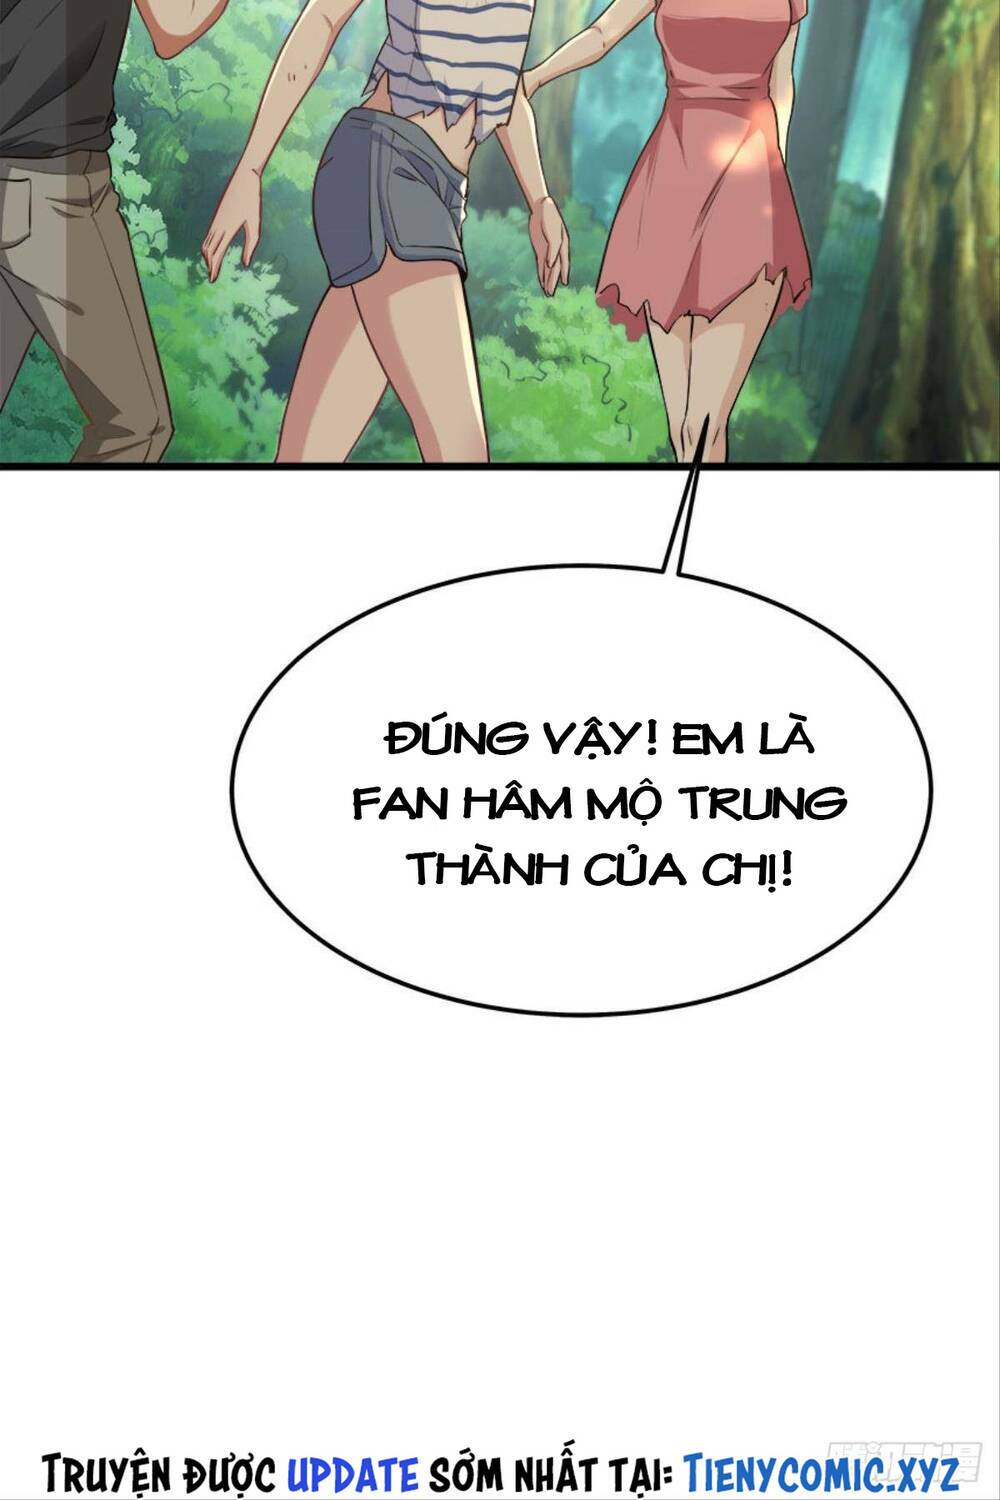 ĐÚNG VẬY! EM LÀ
FAN HÂM MỘ TRUNG
THÀNH CỦA CHỊ!
TRUYỆN ĐƯỢC UPDATE SỚM NHẤT TẠI: TIENYCOMIC.XYZ